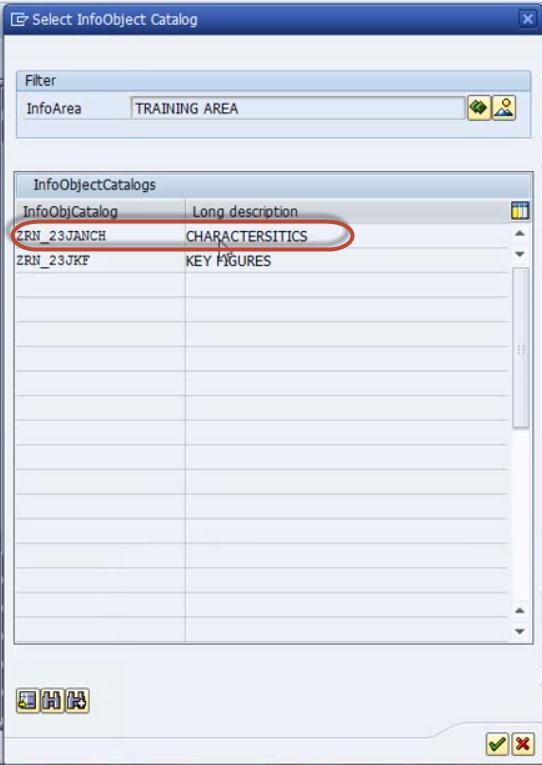 Select InfoObject Catalog
Filter
InfoArea TRAINING AREA
InfoObjectCatalogs
InfoObjCatalog Long description
ZRN_23JANCH CHARACTERSITICS
ZRN_23JKF KEY FIGURES